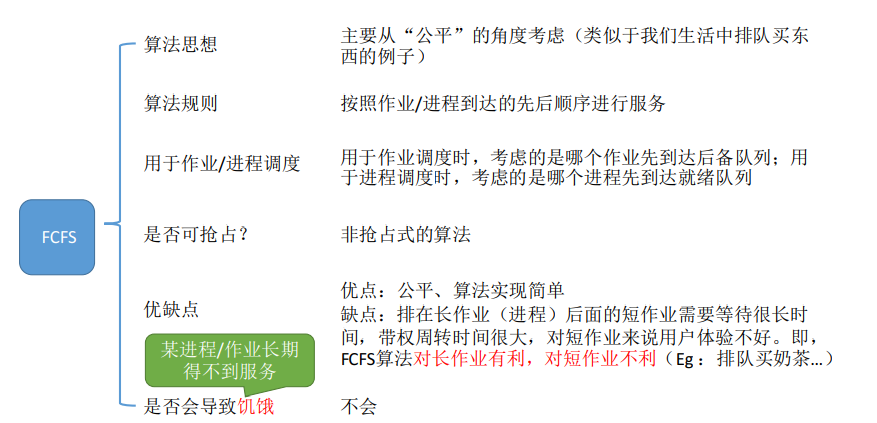 算法思想
主要从“公平”的角度考虑（类似于我们生活中排队买东
西的例子）
算法规则
按照作业/进程到达的先后顺序进行服务
用于作业/进程调度
用于作业调度时，考虑的是哪个作业先到达后备队列；用
于进程调度时，考虑的是哪个进程先到达就绪队列
FCFS
是否可抢占？
非抢占式的算法
优缺点
优点：公平、算法实现简单
缺点：排在长作业（进程）后面的短作业需要等待很长时
间，带权周转时间很大，对短作业来说用户体验不好。即，
FCFS算法对长作业有利，对短作业不利（Eg：排队买奶茶…）
某进程/作业长期
得不到服务
是否会导致饥饿
不会